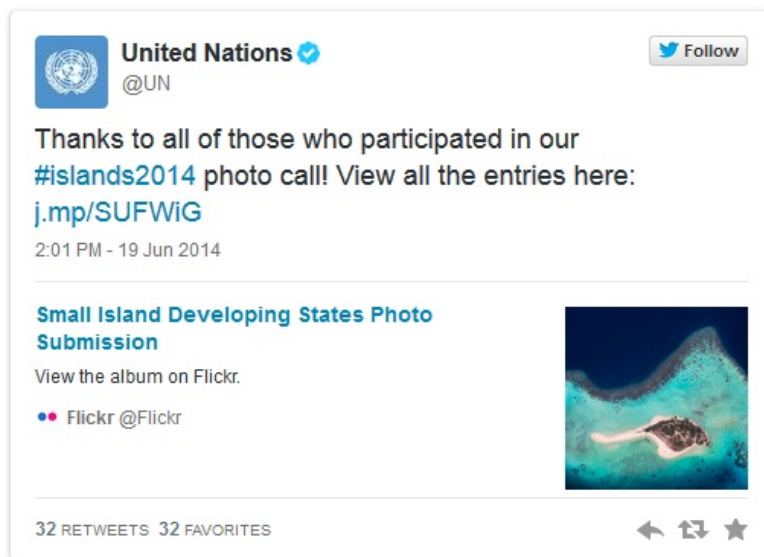 United Nations
@UN
Follow
Thanks to all of those who participated in our
#islands2014 photo call! View all the entries here:
j.mp/SUFWiG
2:01 PM - 19 Jun 2014
Small Island Developing States Photo
Submission
View the album on Flickr.
Flickr @Flickr
32 RETWEETS 32 FAVORITES